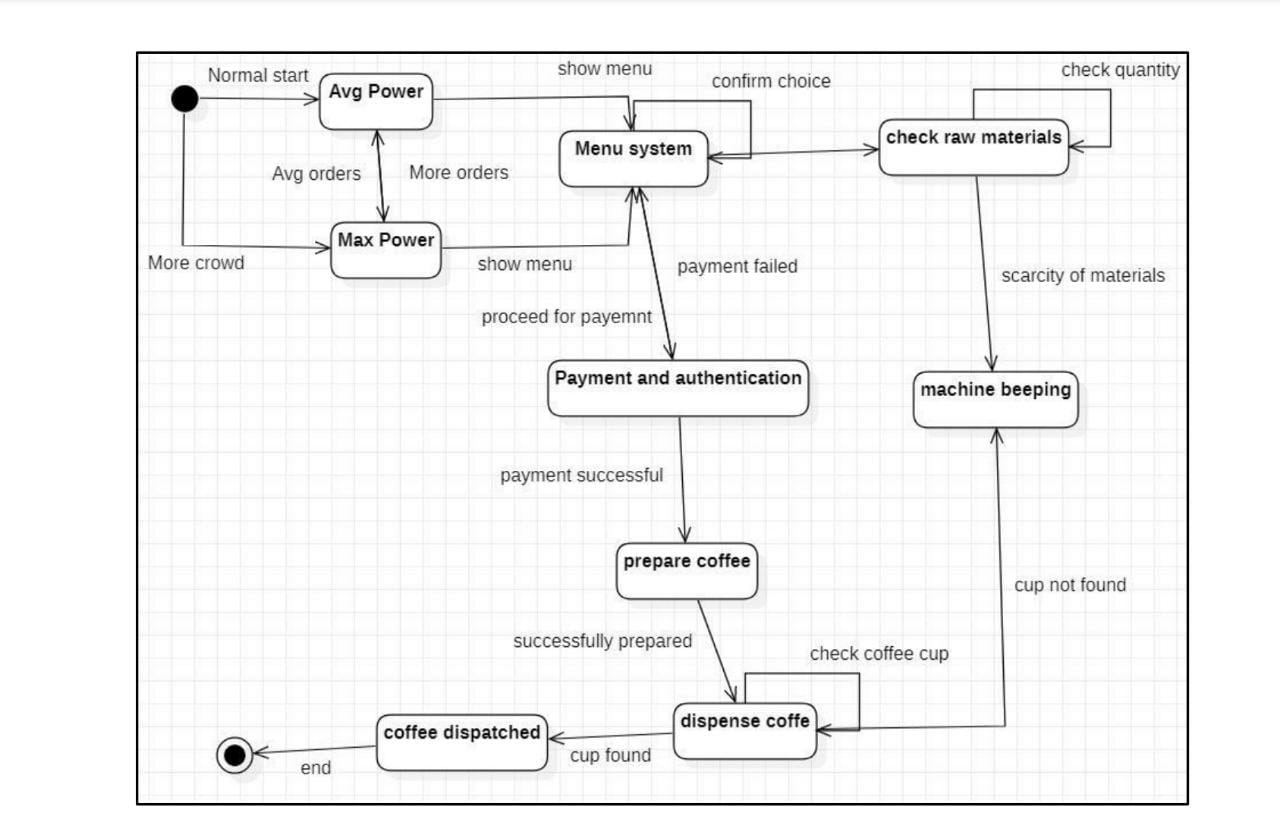 Normal start
Avg Power
show menu
confirm choice
check quantity
Menu system
check raw materials
Avg orders
More orders
Max Power
More crowd
show menu
payment failed
scarcity of materials
proceed for payemnt
Payment and authentication
machine beeping
payment successful
prepare coffee
cup not found
successfully prepared
check coffee cup
dispense coffe
coffee dispatched
cup found
end